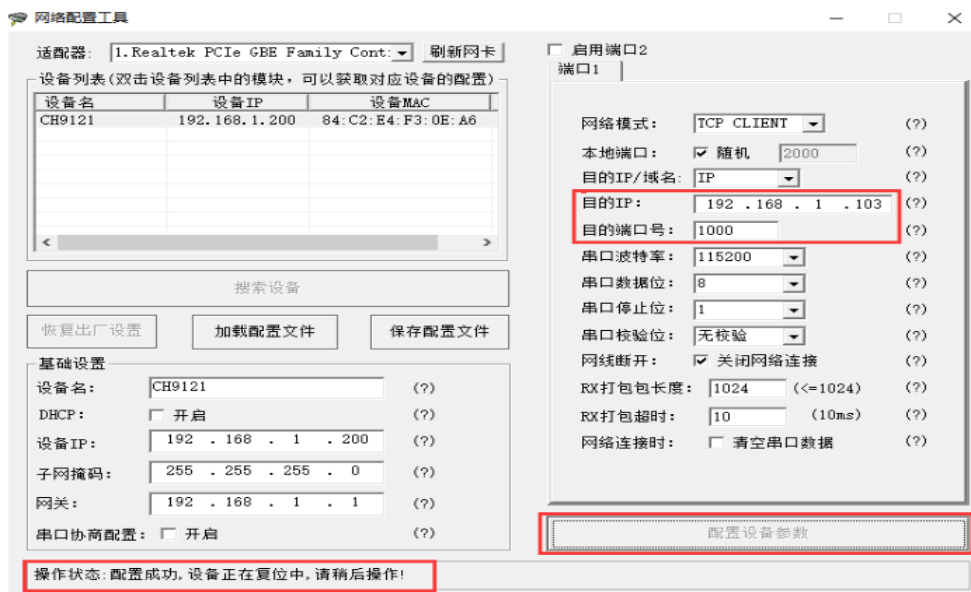 网络配置工具
适配器: 1.Realtek PCIe GBE Family Cont: 刷新网卡
设备列表(双击设备列表中的模块，可以获取对应设备的配置)
设备名 设备IP 设备MAC
CH9121 192.168.1.200 84:C2:E4:F3:0E:A6
搜索设备
恢复出厂设置 加载配置文件 保存配置文件
基础设置
设备名: CH9121 (?)
DHCP: 开启 (?)
设备IP: 192 . 168 . 1 . 200 (?)
子网掩码: 255 . 255 . 255 . 0 (?)
网关: 192 . 168 . 1 . 1 (?)
串口协商配置: 开启 (?)
启用端口2
端口1
网络模式: TCP CLIENT (?)
本地端口: 随机 2000 (?)
目的IP/域名: IP (?)
目的IP: 192 . 168 . 1 . 103 (?)
目的端口号: 1000 (?)
串口波特率: 115200 (?)
串口数据位: 8 (?)
串口停止位: 1 (?)
串口校验位: 无校验 (?)
网线断开: 关闭网络连接 (?)
RX打包包长度: 1024 (<=1024) (?)
RX打包超时: 10 (10ms) (?)
网络连接时: 清空串口数据 (?)
配置设备参数
操作状态:配置成功,设备正在复位中,请稍后操作!